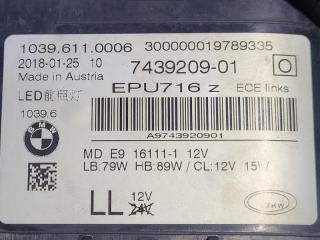 1039.611.0006 300000019789335
2018-01-25 10 7439209-01
Made in Austria
LED前照灯 EPU716 z ECE links
1039.6
BMW
A9743920901
MD E9 16111-1 12V
LB:79W HB:89W / CL:12V 15W
LL 12V
24V
ZKW